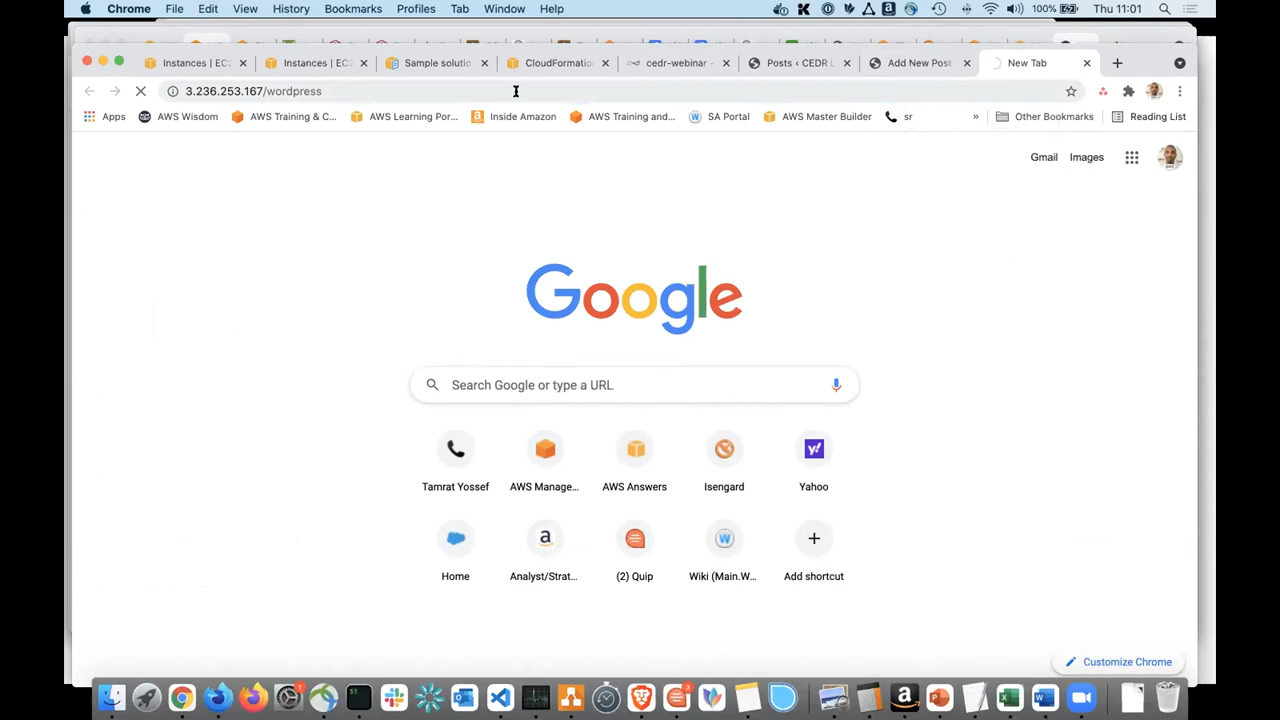 Chrome File Edit View History Bookmarks Profiles Tab Window Help 100% Thu 11:01
Instances | EC2 Instances | EC2 Sample solutio CloudFormatio cedr-webinar - Posts ‹ CEDR L Add New Post New Tab
3.236.253.167/wordpress
Apps AWS Wisdom AWS Training & C... AWS Learning Por... Inside Amazon AWS Training and... SA Portal AWS Master Builder sr » Other Bookmarks Reading List
Gmail Images
Google
Search Google or type a URL
Tamrat Yossef AWS Manage... AWS Answers Isengard Yahoo
Home Analyst/Strat... (2) Quip Wiki (Main.W... Add shortcut
Customize Chrome